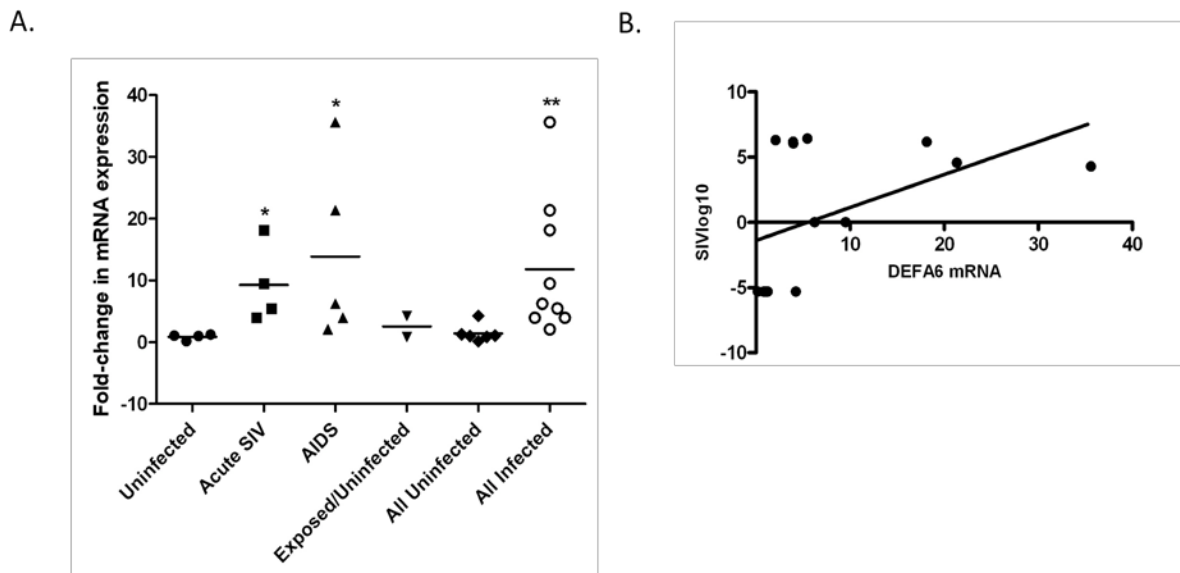 A.
B.
Fold-change in mRNA expression
40
30
20
10
0
-10
*
*
**
Uninfected
Acute SIV
AIDS
Exposed/Uninfected
All Uninfected
All Infected
SIVlog10
10
5
0
-5
-10
10
20
30
40
DEFA6 mRNA